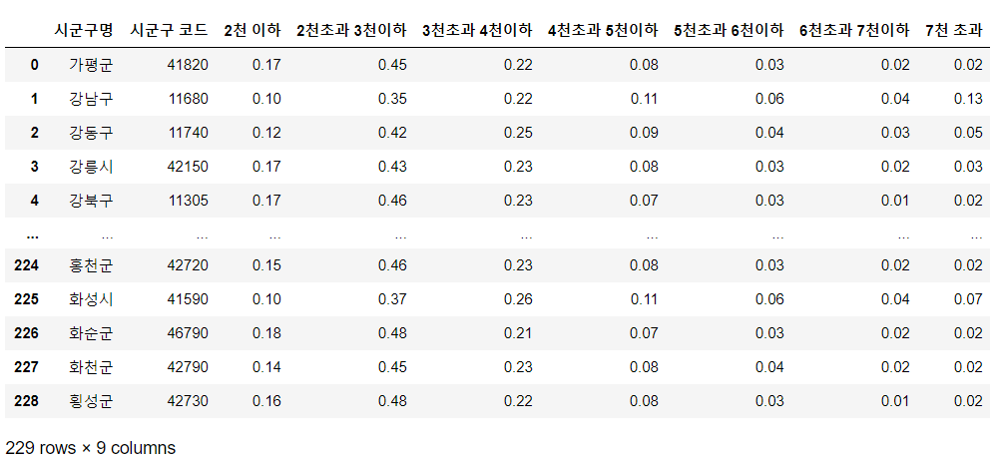 시군구명 시군구 코드 2천 이하 2천초과 3천이하 3천초과 4천이하 4천초과 5천이하 5천초과 6천이하 6천초과 7천이하 7천 초과
0 가평군 41820 0.17 0.45 0.22 0.08 0.03 0.02 0.02
1 강남구 11680 0.10 0.35 0.22 0.11 0.06 0.04 0.13
2 강동구 11740 0.12 0.42 0.25 0.09 0.04 0.03 0.05
3 강릉시 42150 0.17 0.43 0.23 0.08 0.03 0.02 0.03
4 강북구 11305 0.17 0.46 0.23 0.07 0.03 0.01 0.02
... ... ... ... ... ... ... ... ... ...
224 홍천군 42720 0.15 0.46 0.23 0.08 0.03 0.02 0.02
225 화성시 41590 0.10 0.37 0.26 0.11 0.06 0.04 0.07
226 화순군 46790 0.18 0.48 0.21 0.07 0.03 0.02 0.02
227 화천군 42790 0.14 0.45 0.23 0.08 0.04 0.02 0.02
228 횡성군 42730 0.16 0.48 0.22 0.08 0.03 0.01 0.02
229 rows × 9 columns